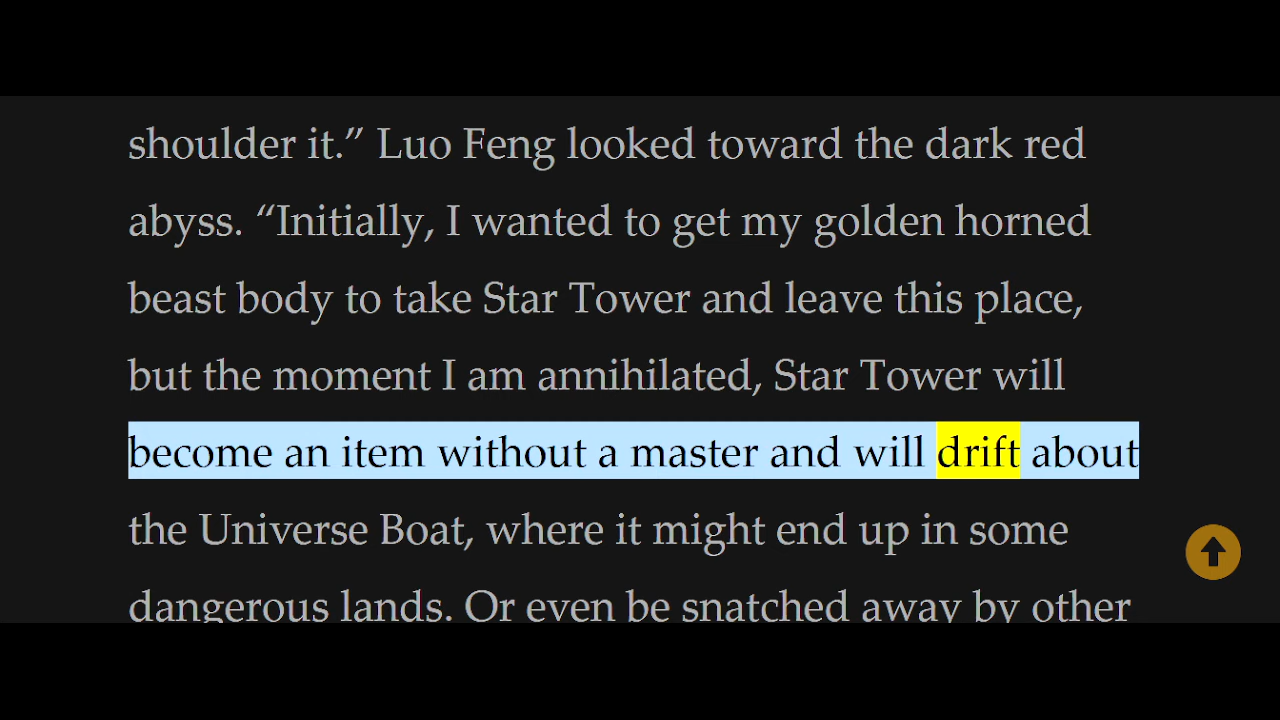 shoulder it.” Luo Feng looked toward the dark red
abyss. “Initially, I wanted to get my golden horned
beast body to take Star Tower and leave this place,
but the moment I am annihilated, Star Tower will
become an item without a master and will drift about
the Universe Boat, where it might end up in some
dangerous lands. Or even be snatched away by other